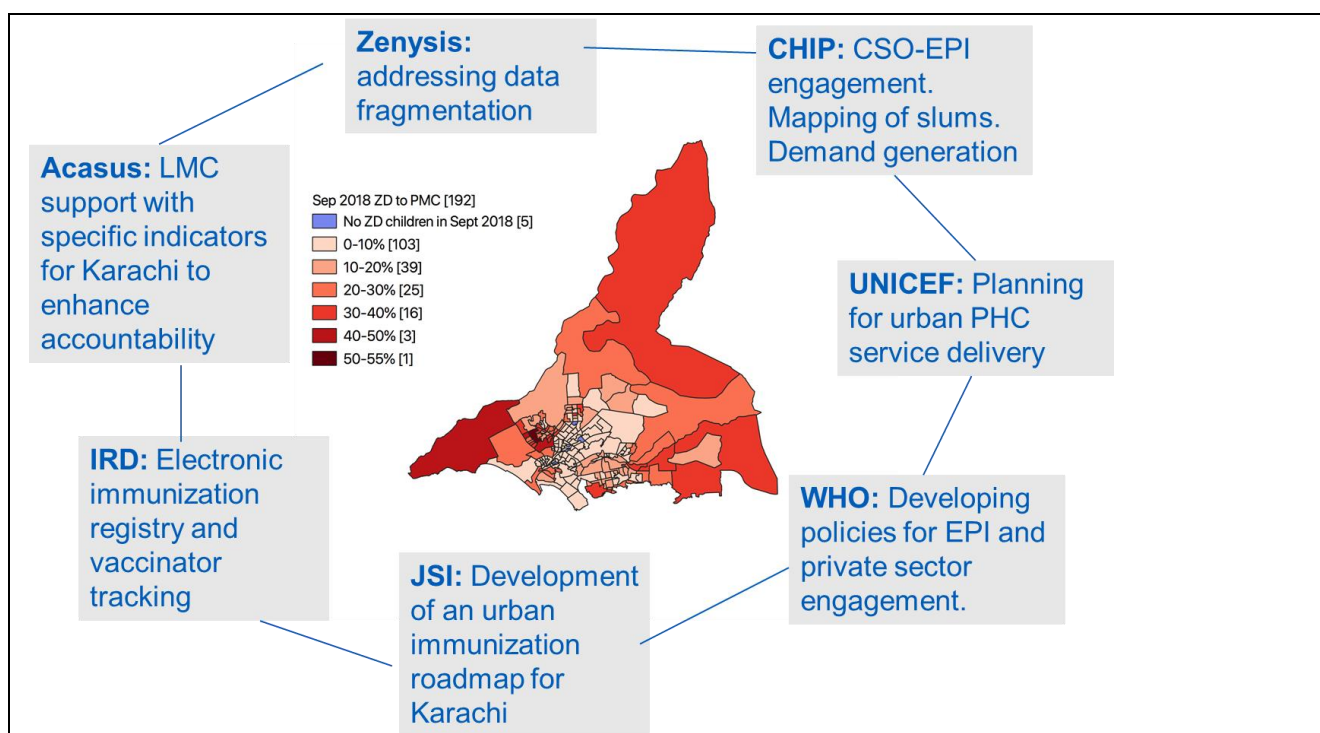 Zenysis:
addressing data
fragmentation
CHIP: CSO-EPI
engagement.
Mapping of slums.
Demand generation
Acasus: LMC
support with
specific indicators
for Karachi to
enhance
accountability
Sep 2018 ZD to PMC [192]
No ZD children in Sept 2018 [5]
0-10% [103]
10-20% [39]
20-30% [25]
30-40% [16]
40-50% [3]
50-55% [1]
UNICEF: Planning
for urban PHC
service delivery
IRD: Electronic
immunization
registry and
vaccinator
tracking
WHO: Developing
policies for EPI and
private sector
engagement.
JSI: Development
of an urban
immunization
roadmap for
Karachi